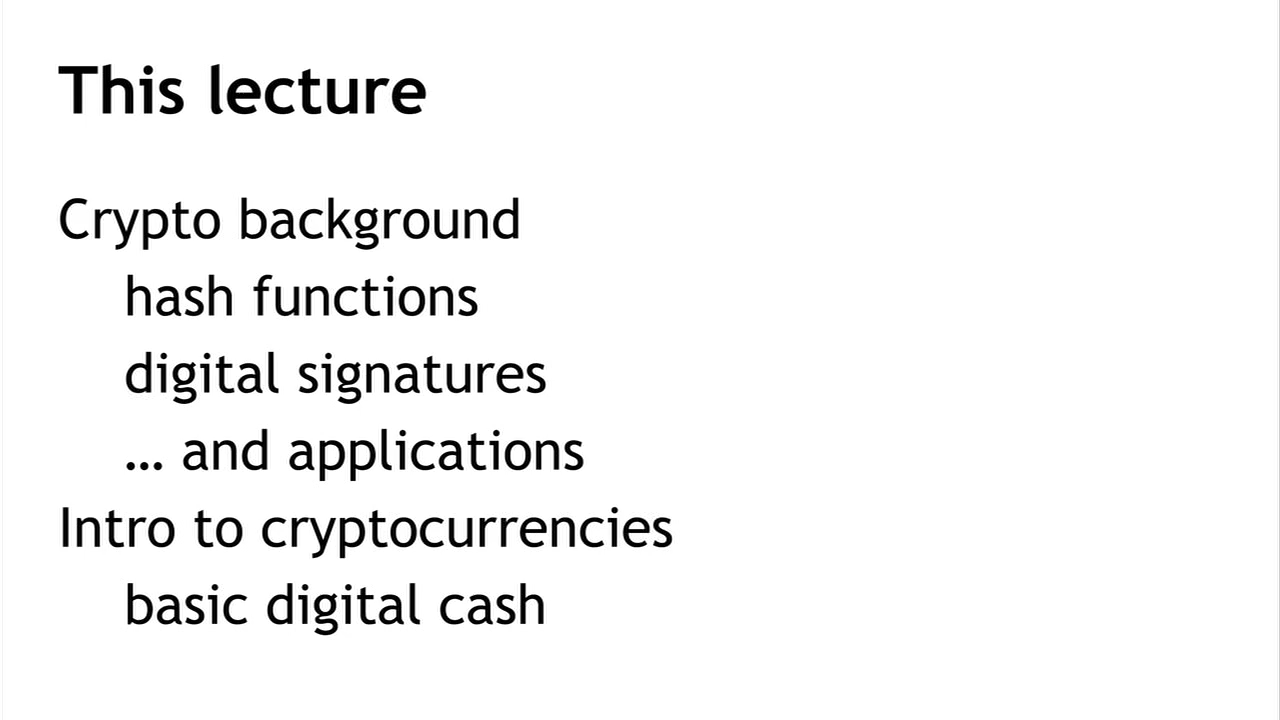 This lecture
Crypto background
hash functions
digital signatures
… and applications
Intro to cryptocurrencies
basic digital cash